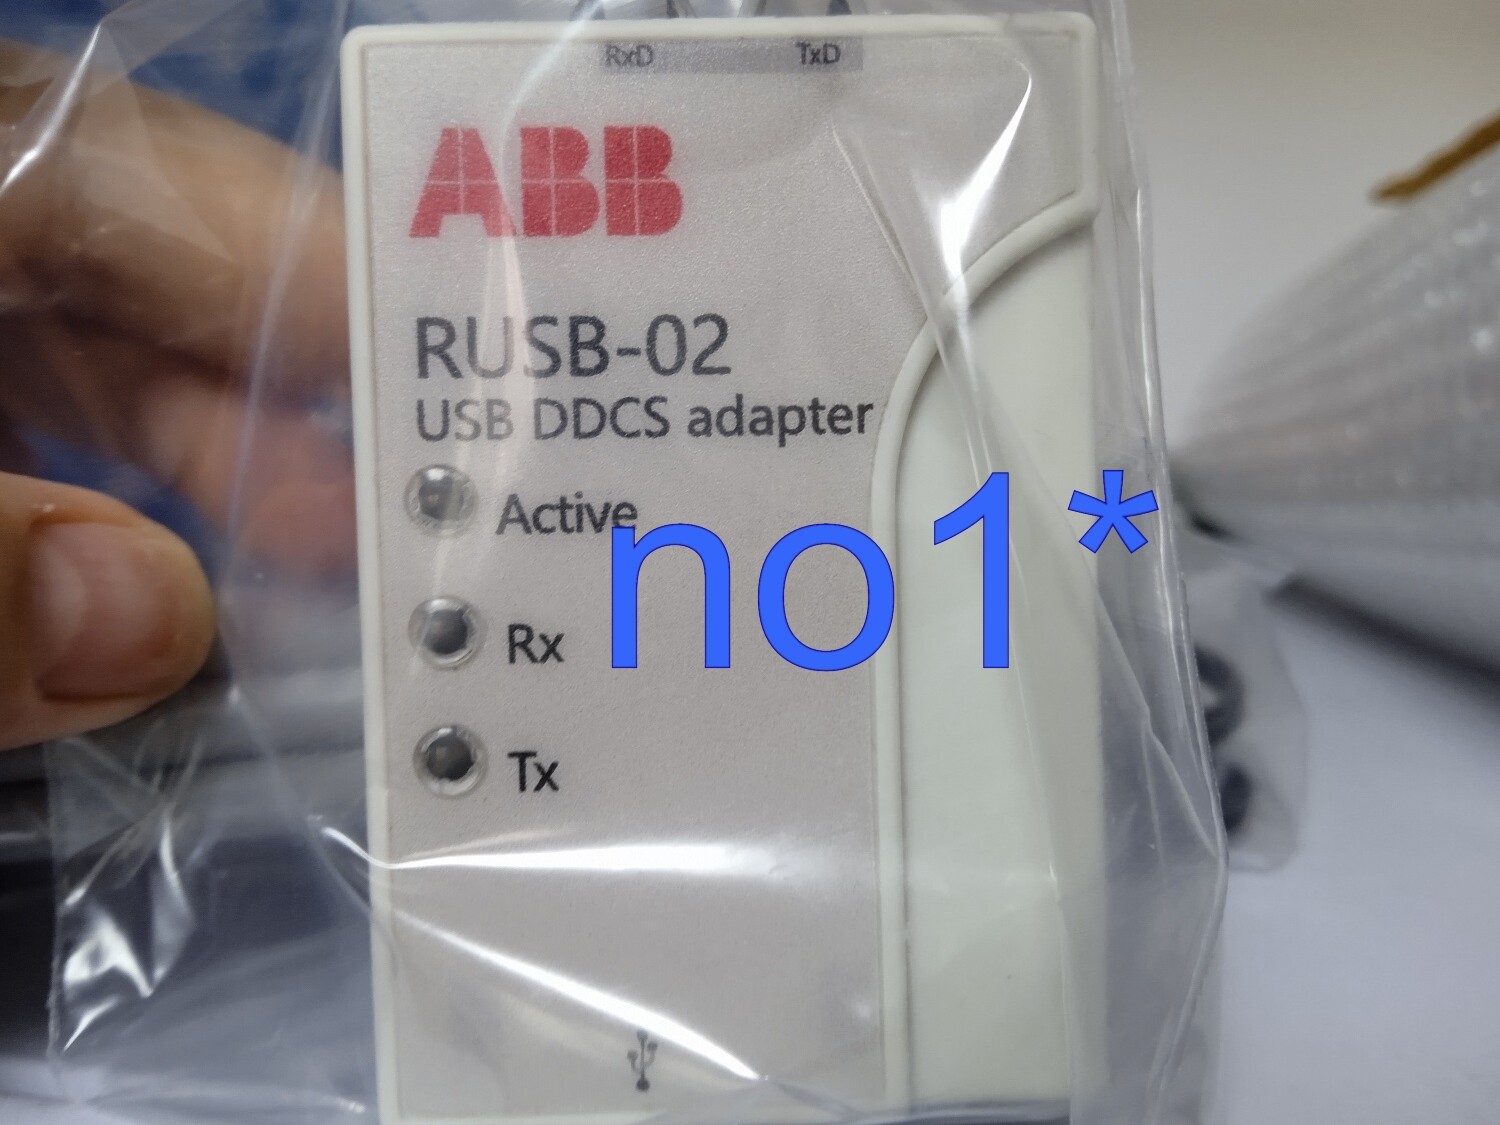 RxD TxD
ABB
RUSB-02
USB DDCS adapter
Active
no1*
Rx
Tx